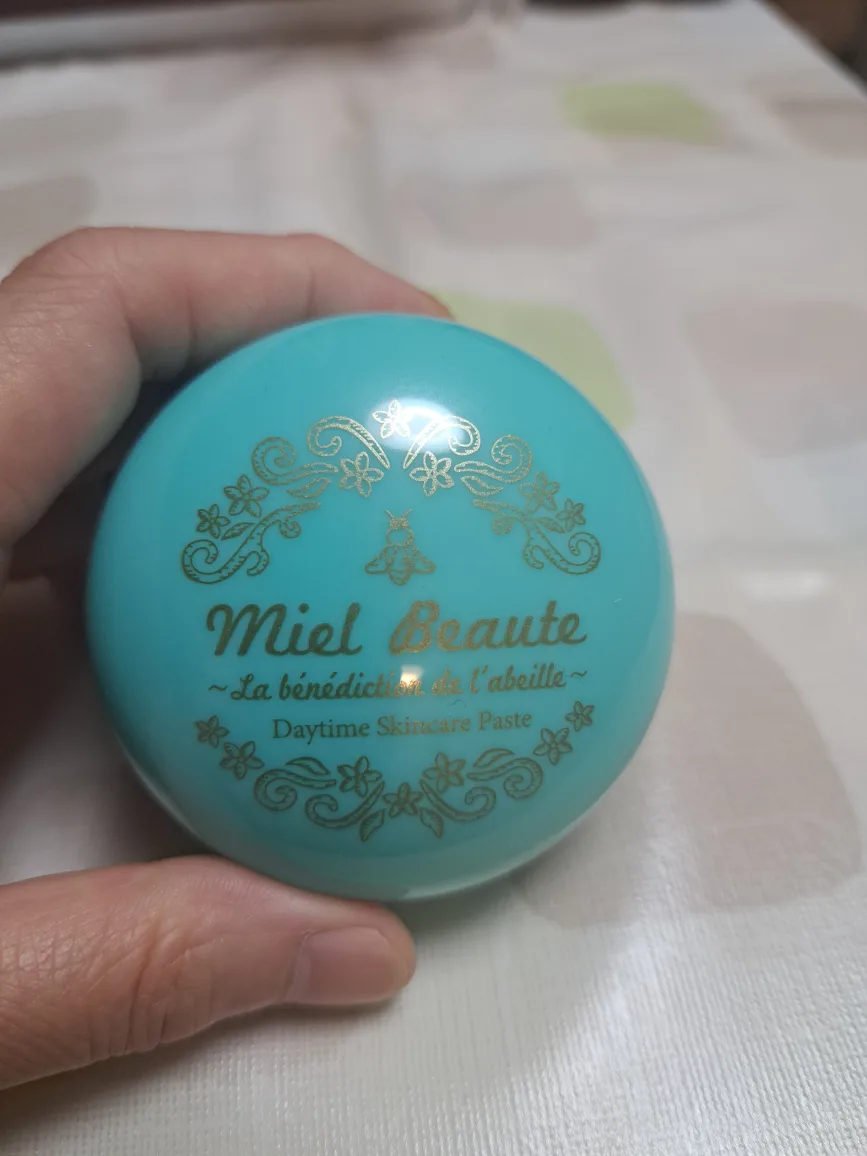 Miel Beaute
~La bénédiction de l'abeille~
Daytime Skincare Paste